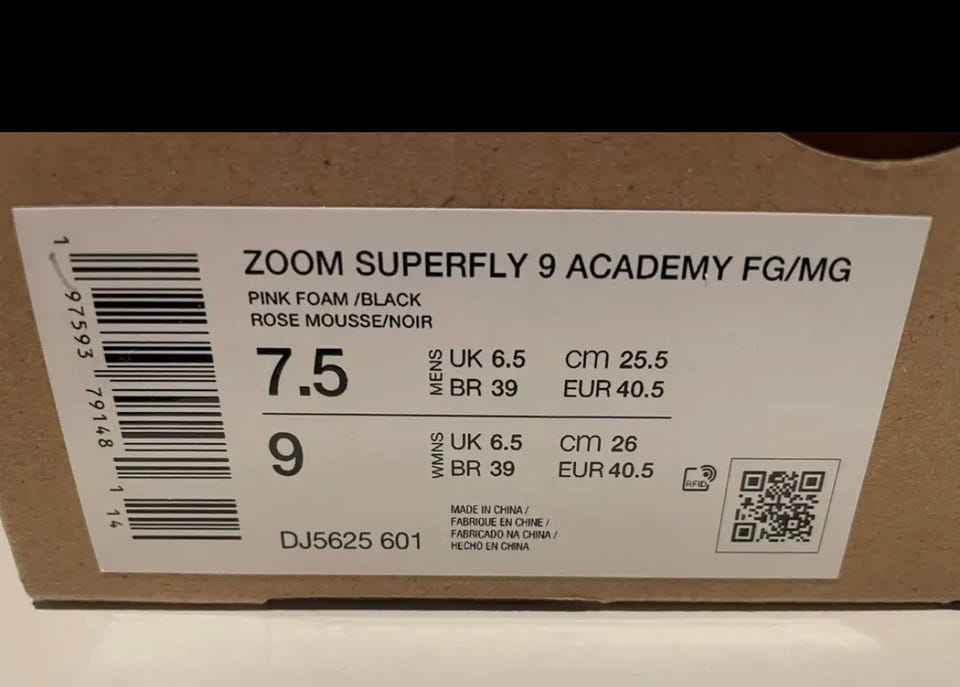 ZOOM SUPERFLY 9 ACADEMY FG/MG
PINK FOAM /BLACK
ROSE MOUSSE/NOIR
7.5 MENS UK 6.5 CM 25.5
BR 39 EUR 40.5
9 WMNS UK 6.5 CM 26
BR 39 EUR 40.5
RFID
MADE IN CHINA /
FABRIQUE EN CHINE /
FABRICADO NA CHINA /
HECHO EN CHINA
DJ5625 601
1 97593 79148 1 14